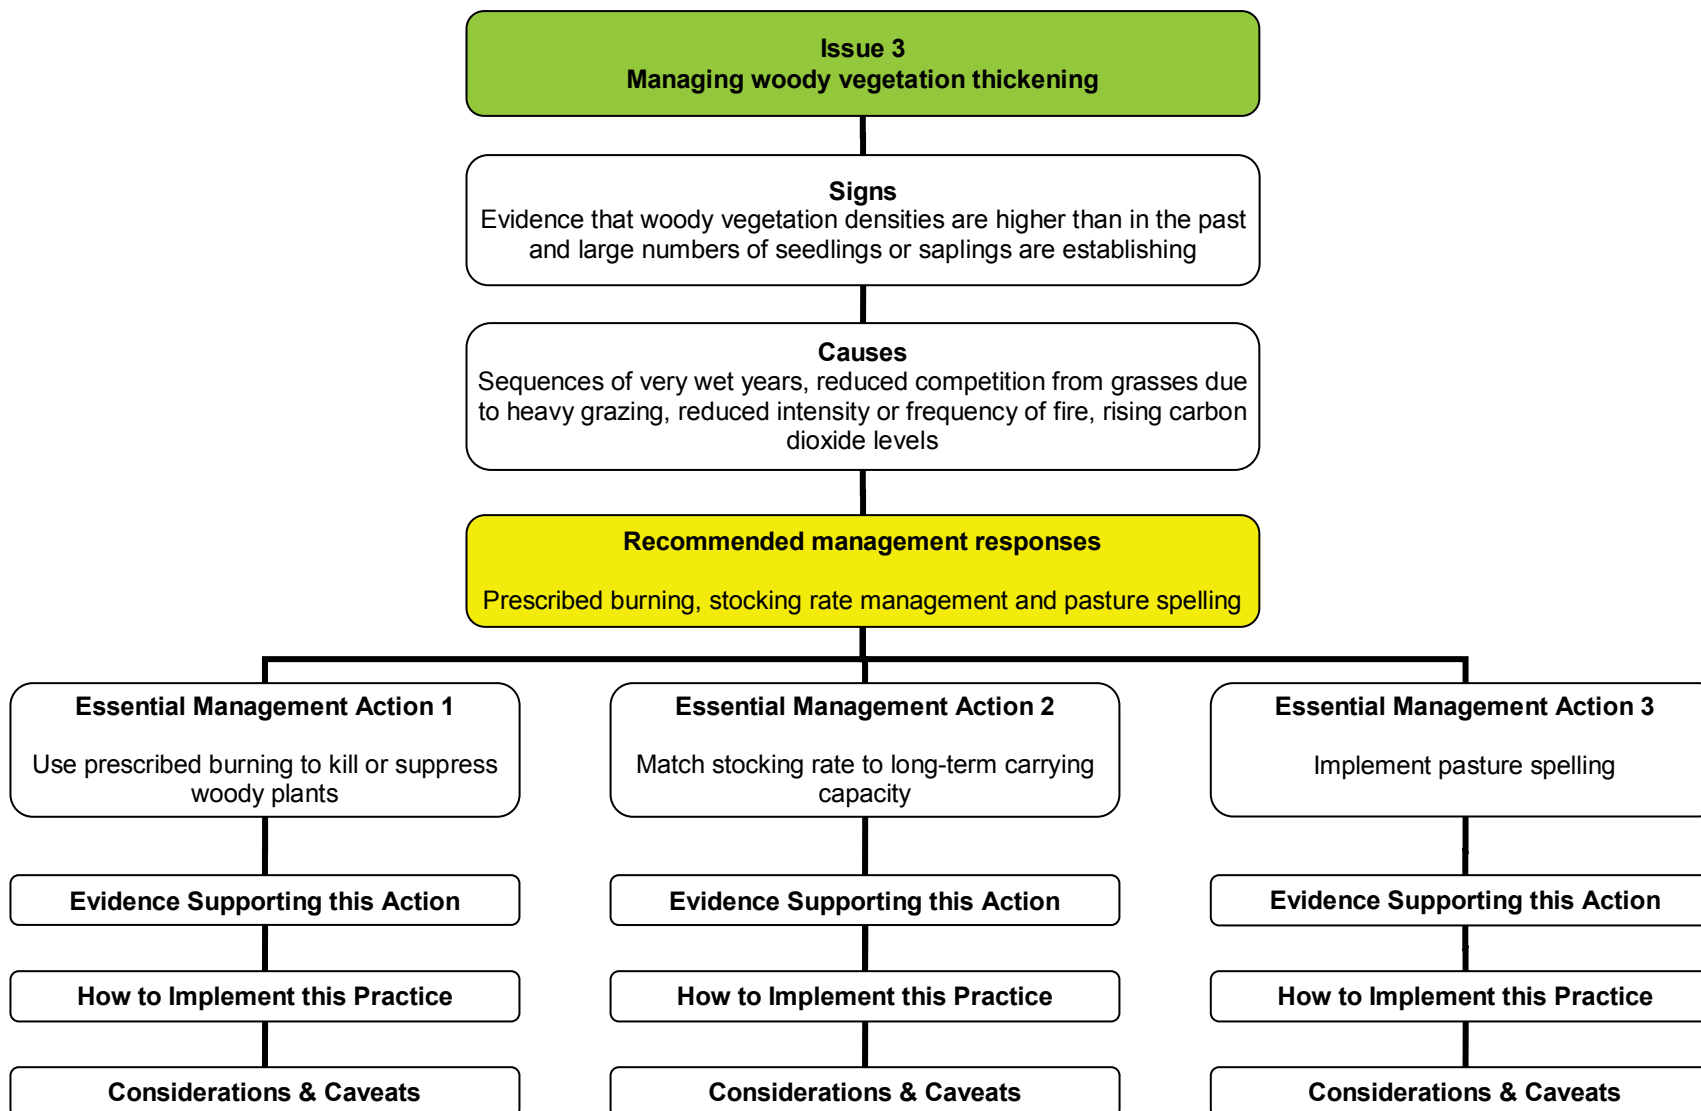 Issue 3
Managing woody vegetation thickening
Signs
Evidence that woody vegetation densities are higher than in the past
and large numbers of seedlings or saplings are establishing
Causes
Sequences of very wet years, reduced competition from grasses due
to heavy grazing, reduced intensity or frequency of fire, rising carbon
dioxide levels
Recommended management responses
Prescribed burning, stocking rate management and pasture spelling
Essential Management Action 1
Use prescribed burning to kill or suppress
woody plants
Evidence Supporting this Action
How to Implement this Practice
Considerations & Caveats
Essential Management Action 2
Match stocking rate to long-term carrying
capacity
Evidence Supporting this Action
How to Implement this Practice
Considerations & Caveats
Essential Management Action 3
Implement pasture spelling
Evidence Supporting this Action
How to Implement this Practice
Considerations & Caveats